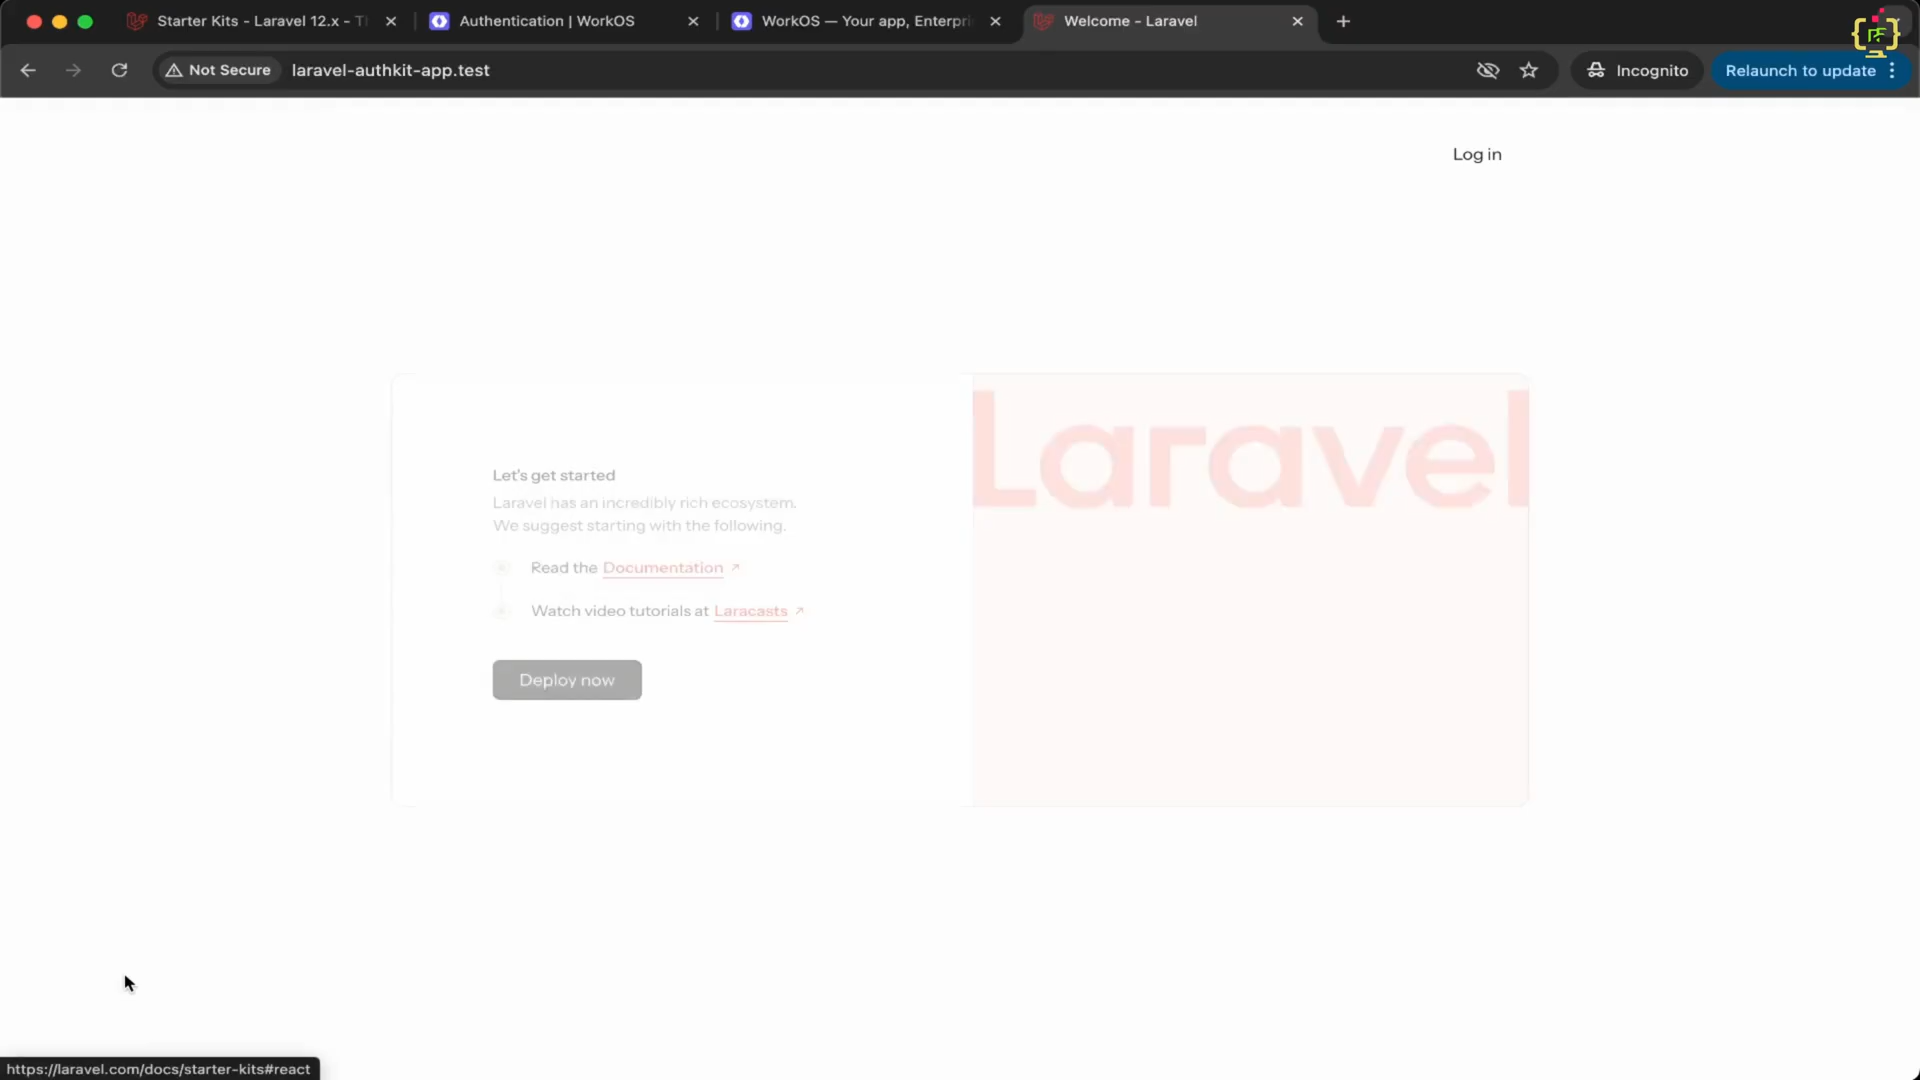 Starter Kits - Laravel 12.x - Th
Authentication | WorkOS
WorkOS — Your app, Enterpri
Welcome - Laravel
Not Secure
laravel-authkit-app.test
Incognito
Relaunch to update
Log in
Let's get started
Laravel has an incredibly rich ecosystem.
We suggest starting with the following.
Read the Documentation ↗
Watch video tutorials at Laracasts ↗
Deploy now
Laravel
https://laravel.com/docs/starter-kits#react